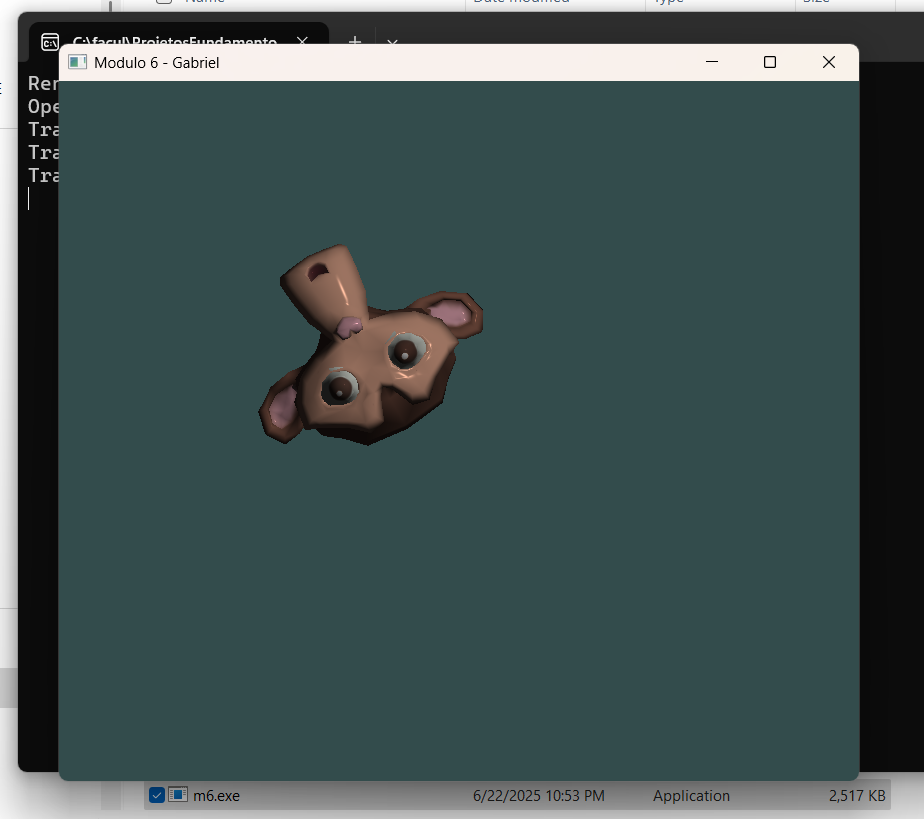 Name Date modified Type Size
C:\facul\ProjetosFundamento
Modulo 6 - Gabriel
Rer
Ope
Tra
Tra
Tra
m6.exe 6/22/2025 10:53 PM Application 2,517 KB